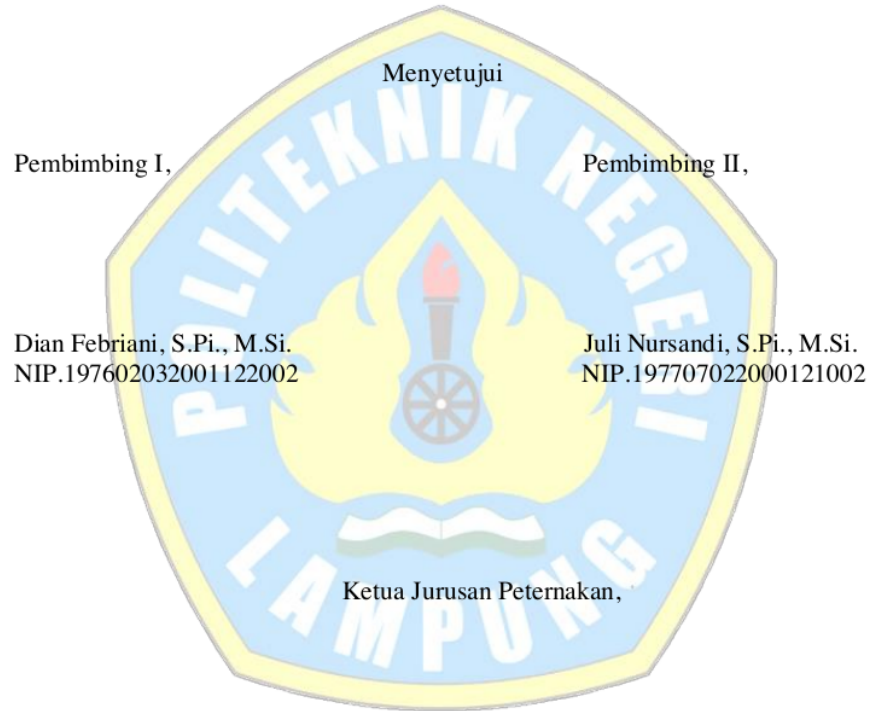 Menyetujui
Pembimbing I, Pembimbing II,
Dian Febriani, S.Pi., M.Si. Juli Nursandi, S.Pi., M.Si.
NIP.197602032001122002 NIP.197707022000121002
Ketua Jurusan Peternakan,
POLITEKNIK NEGERI
LAMPUNG